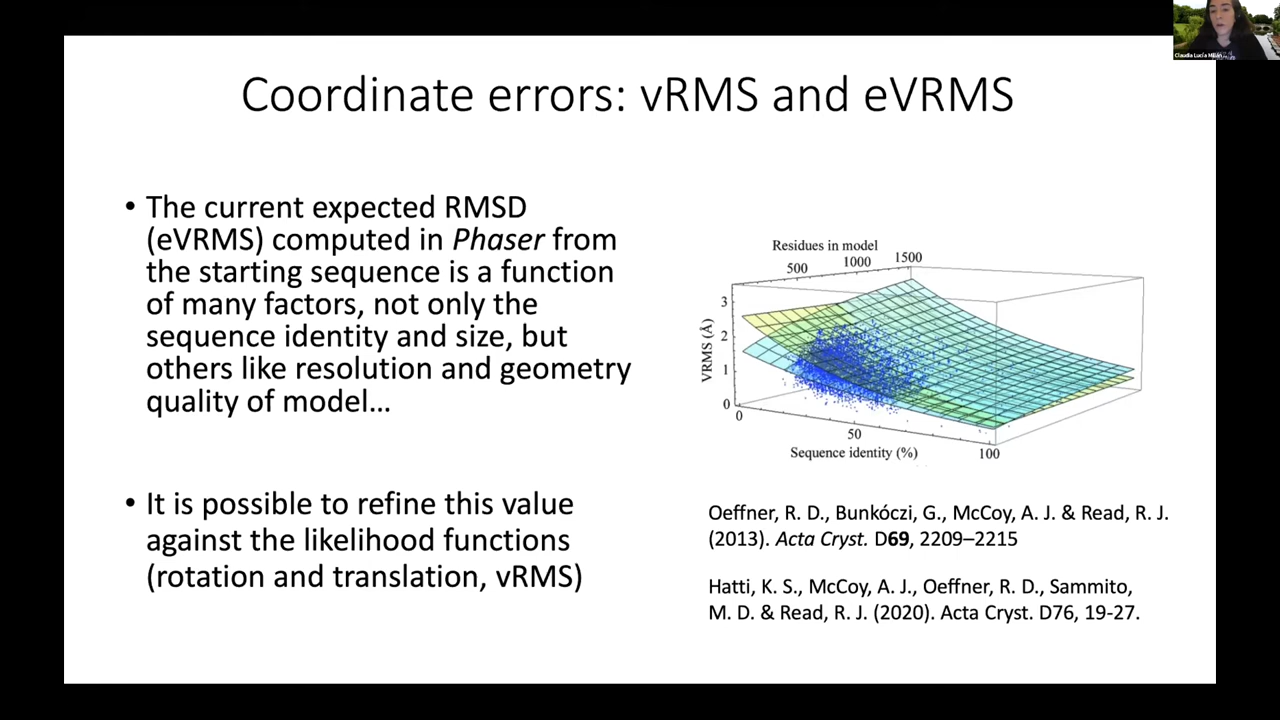 Claudia Lucía Millán
Coordinate errors: vRMS and eVRMS
• The current expected RMSD
(eVRMS) computed in Phaser from
the starting sequence is a function
of many factors, not only the
sequence identity and size, but
others like resolution and geometry
quality of model...
• It is possible to refine this value
against the likelihood functions
(rotation and translation, vRMS)
Residues in model
500 1000 1500
VRMS (Å)
3
2
1
0
0 50 100
Sequence identity (%)
Oeffner, R. D., Bunkóczi, G., McCoy, A. J. & Read, R. J.
(2013). Acta Cryst. D69, 2209–2215
Hatti, K. S., McCoy, A. J., Oeffner, R. D., Sammito,
M. D. & Read, R. J. (2020). Acta Cryst. D76, 19-27.